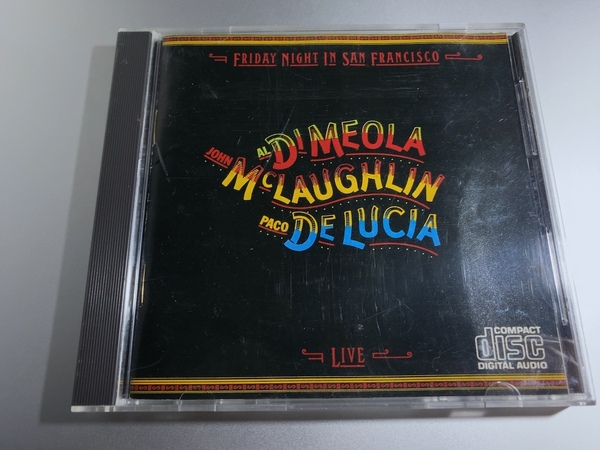 FRIDAY NIGHT IN SAN FRANCISCO
AL DI MEOLA
JOHN McLAUGHLIN
PACO DE LUCIA
LIVE
COMPACT
disc
DIGITAL AUDIO